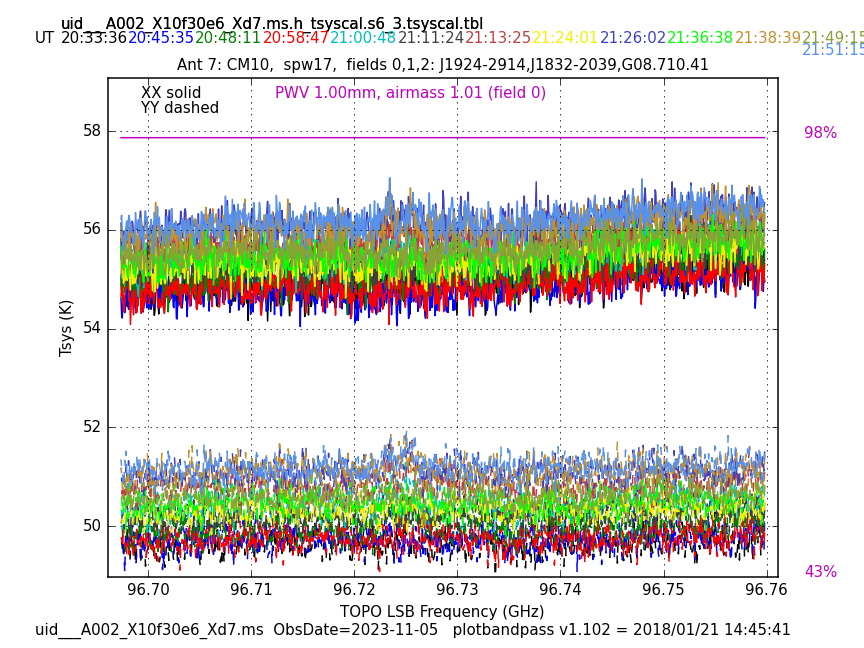 uid___A002_X10f30e6_Xd7.ms.h_tsyscal.s6_3.tsyscal.tbl
UT 20:33:36 20:45:35 20:48:11 20:58:47 21:00:48 21:11:24 21:13:25 21:24:01 21:26:02 21:36:38 21:38:39 21:49:15
21:51:15
Ant 7: CM10, spw17, fields 0,1,2: J1924-2914,J1832-2039,G08.710.41
XX solid
PWV 1.00mm, airmass 1.01 (field 0)
YY dashed
98%
58
56
54
52
50
Tsys (K)
43%
96.70 96.71 96.72 96.73 96.74 96.75 96.76
TOPO LSB Frequency (GHz)
uid___A002_X10f30e6_Xd7.ms ObsDate=2023-11-05 plotbandpass v1.102 = 2018/01/21 14:45:41